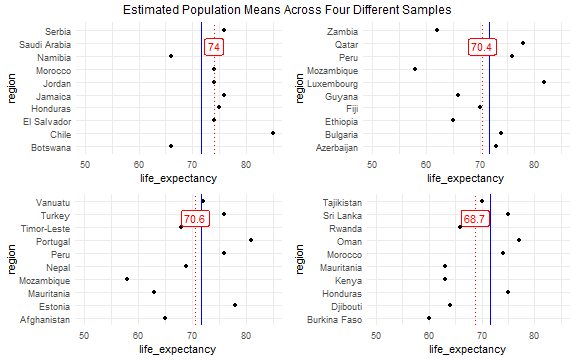 Estimated Population Means Across Four Different Samples
region
Serbia
Saudi Arabia
Namibia
Morocco
Jordan
Jamaica
Honduras
El Salvador
Chile
Botswana
74
50 60 70 80
life_expectancy
region
Zambia
Qatar
Peru
Mozambique
Luxembourg
Guyana
Fiji
Ethiopia
Bulgaria
Azerbaijan
70.4
50 60 70 80
life_expectancy
region
Vanuatu
Turkey
Timor-Leste
Portugal
Peru
Nepal
Mozambique
Mauritania
Estonia
Afghanistan
70.6
50 60 70 80
life_expectancy
region
Tajikistan
Sri Lanka
Rwanda
Oman
Morocco
Mauritania
Kenya
Honduras
Djibouti
Burkina Faso
68.7
50 60 70 80
life_expectancy